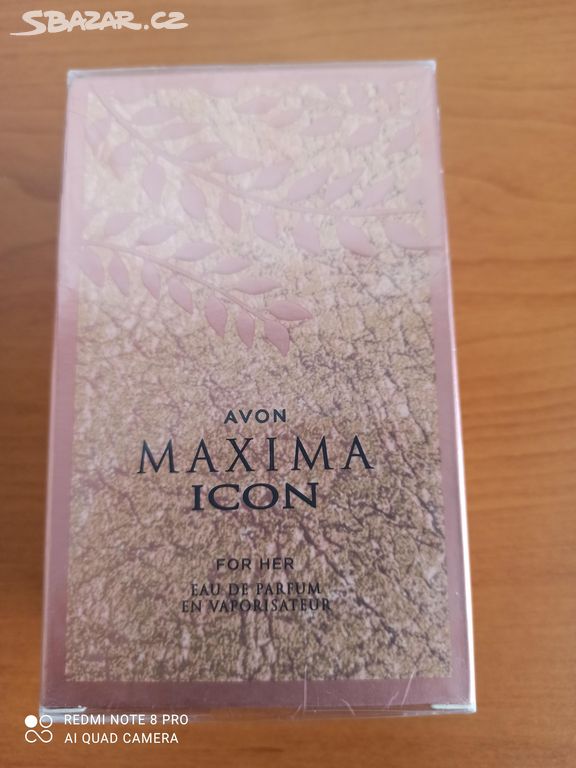 SBAZAR.CZ
AVON
MAXIMA
ICON
FOR HER
EAU DE PARFUM
EN VAPORISATEUR
REDMI NOTE 8 PRO
AI QUAD CAMERA